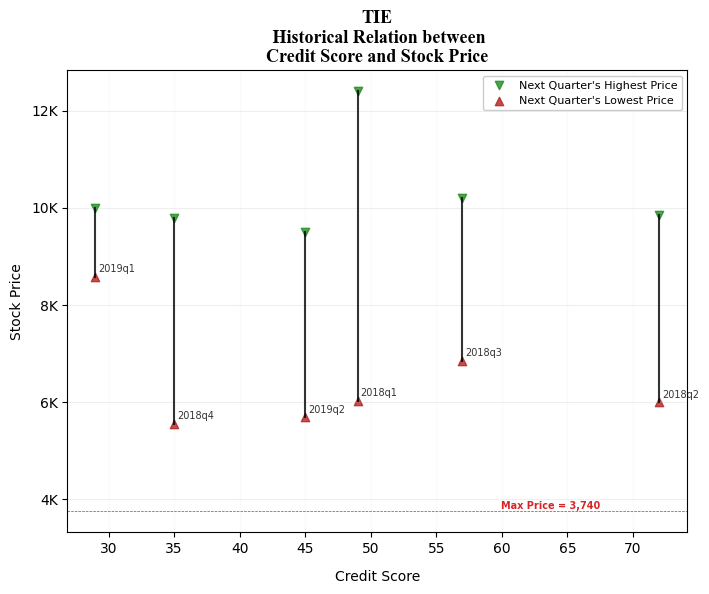 TIE
Historical Relation between
Credit Score and Stock Price
Next Quarter's Highest Price
Next Quarter's Lowest Price
12K
10K
8K
6K
4K
Stock Price
2019q1
2018q4
2019q2
2018q1
2018q3
2018q2
Max Price = 3,740
30 35 40 45 50 55 60 65 70
Credit Score